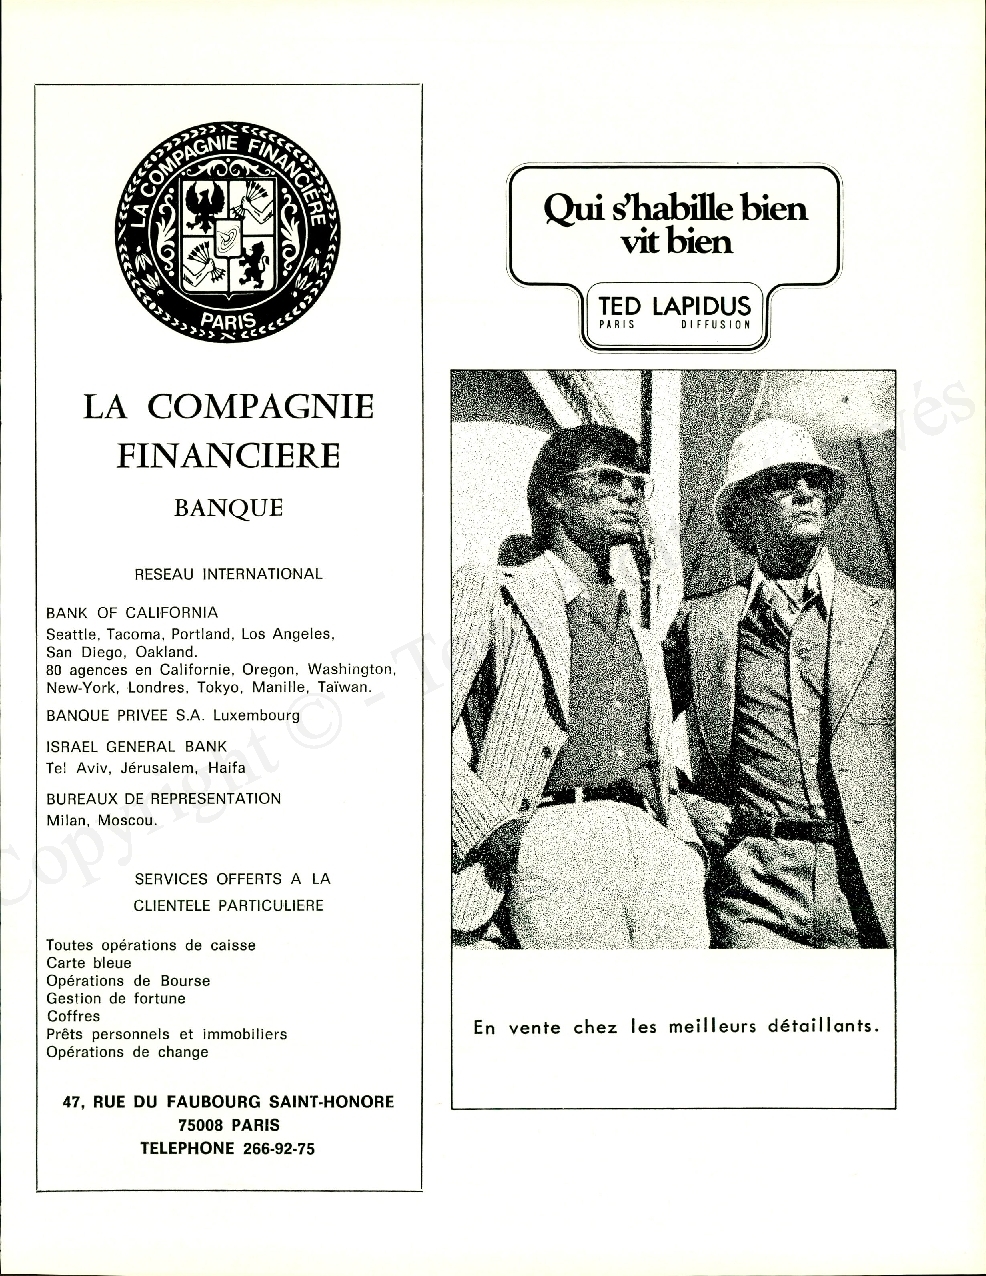 LA COMPAGNIE FINANCIERE
PARIS
LA COMPAGNIE
FINANCIERE
BANQUE
RESEAU INTERNATIONAL
BANK OF CALIFORNIA
Seattle, Tacoma, Portland, Los Angeles,
San Diego, Oakland.
80 agences en Californie, Oregon, Washington,
New-York, Londres, Tokyo, Manille, Taïwan.
BANQUE PRIVEE S.A. Luxembourg
ISRAEL GENERAL BANK
Tel Aviv, Jérusalem, Haifa
BUREAUX DE REPRESENTATION
Milan, Moscou.
SERVICES OFFERTS A LA
CLIENTELE PARTICULIERE
Toutes opérations de caisse
Carte bleue
Opérations de Bourse
Gestion de fortune
Coffres
Prêts personnels et immobiliers
Opérations de change
47, RUE DU FAUBOURG SAINT-HONORE
75008 PARIS
TELEPHONE 266-92-75
Qui s'habille bien
vit bien
TED LAPIDUS
PARIS DIFFUSION
En vente chez les meilleurs détaillants.
Copyright © -